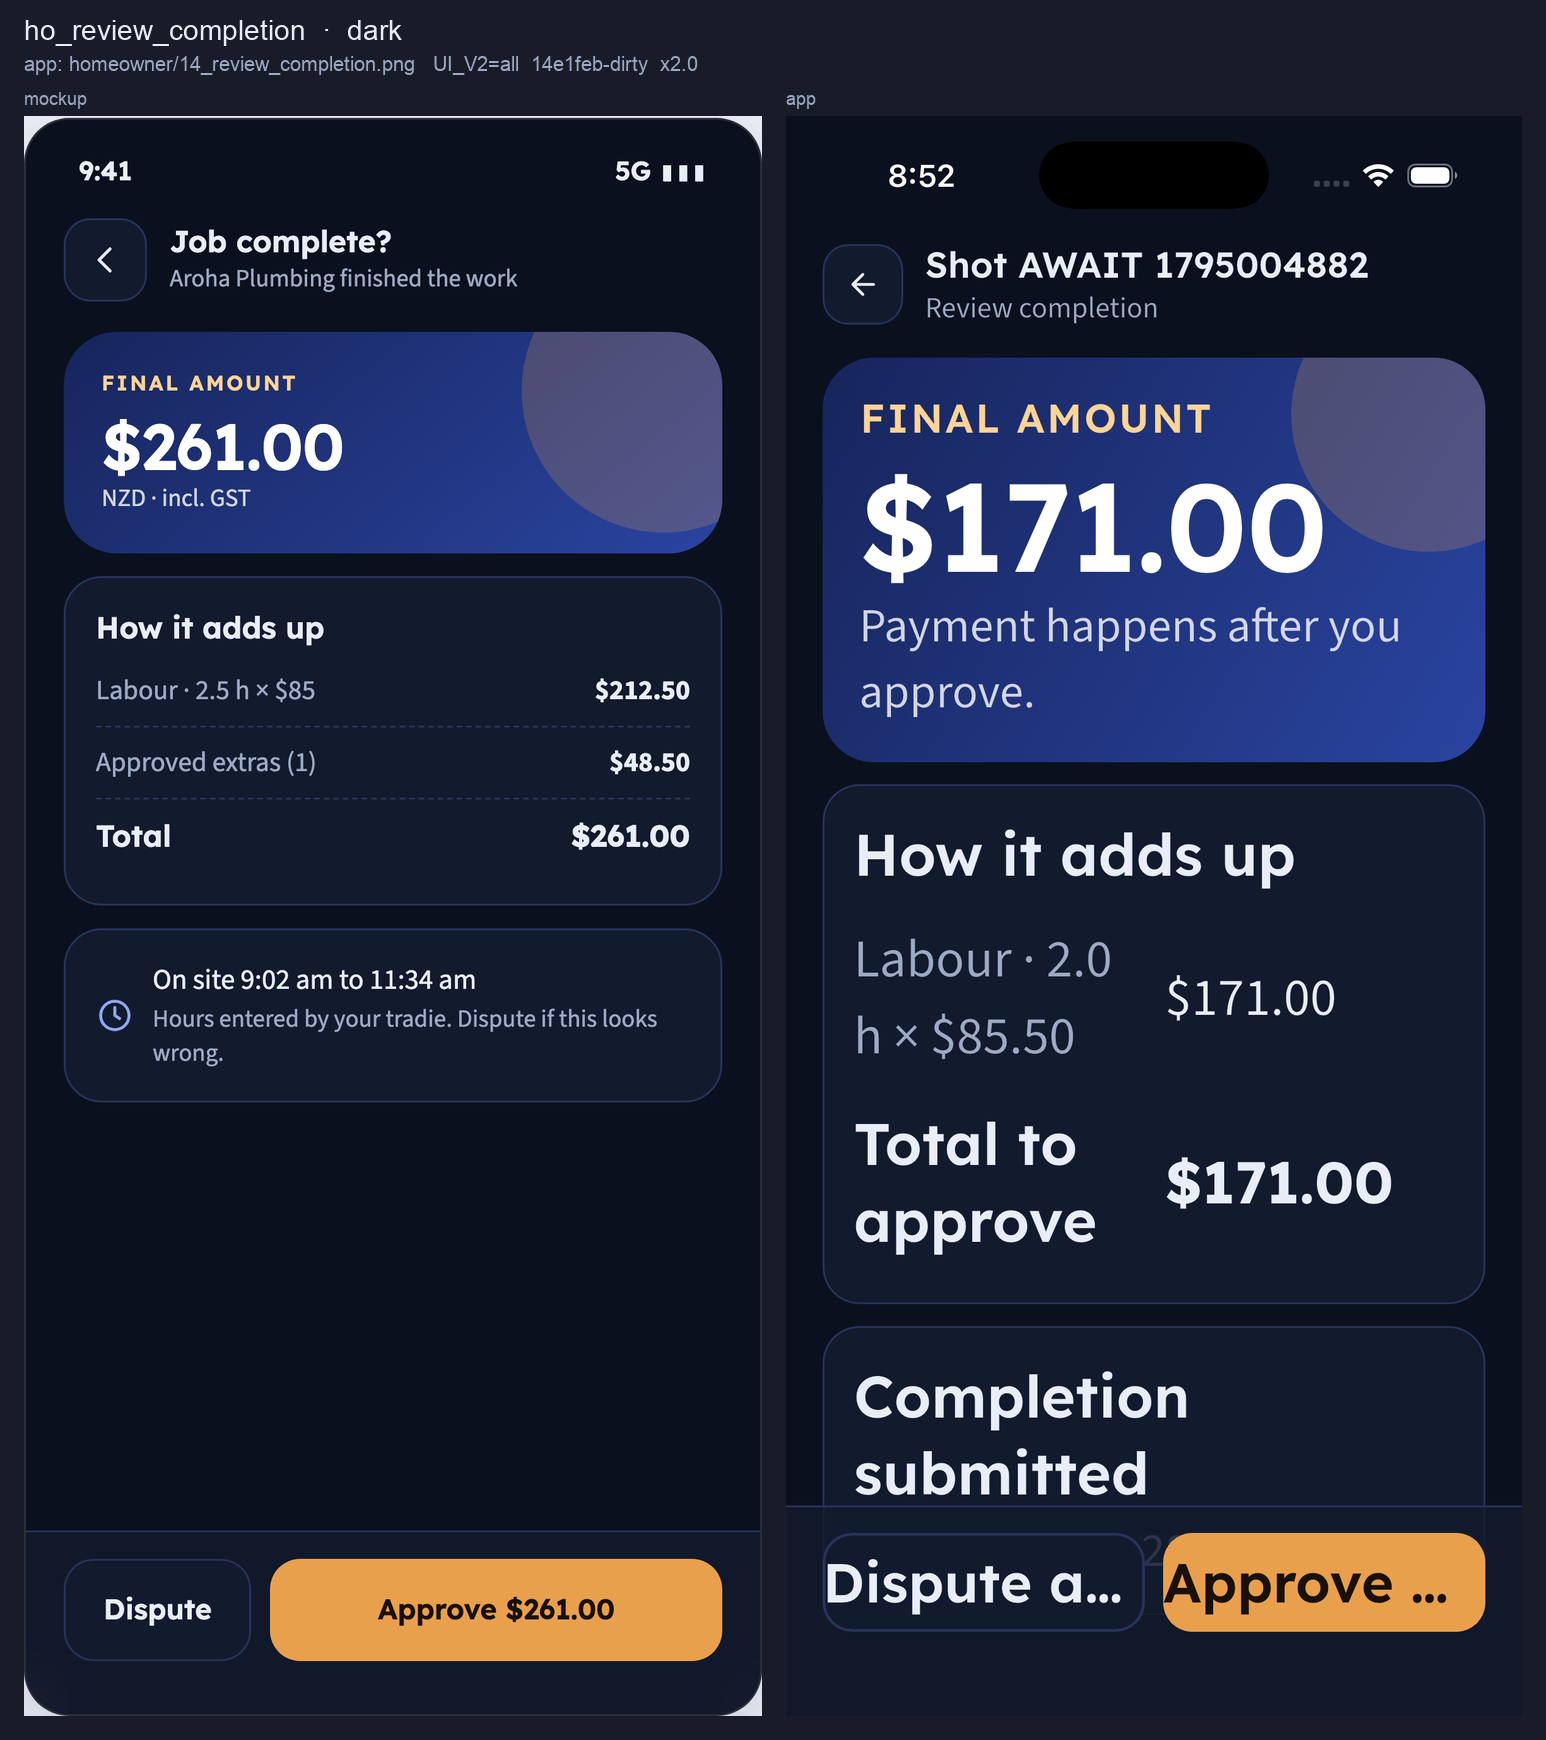 ho_review_completion · dark
app: homeowner/14_review_completion.png UI_V2=all 14e1feb-dirty x2.0
mockup
9:41
5G
Job complete?
Aroha Plumbing finished the work
FINAL AMOUNT
$261.00
NZD · incl. GST
How it adds up
Labour · 2.5 h × $85 $212.50
Approved extras (1) $48.50
Total $261.00
On site 9:02 am to 11:34 am
Hours entered by your tradie. Dispute if this looks
wrong.
Dispute
Approve $261.00
app
8:52
Shot AWAIT 1795004882
Review completion
FINAL AMOUNT
$171.00
Payment happens after you
approve.
How it adds up
Labour · 2.0
h × $85.50
$171.00
Total to
approve
$171.00
Completion
submitted
Dispute a...
Approve ...